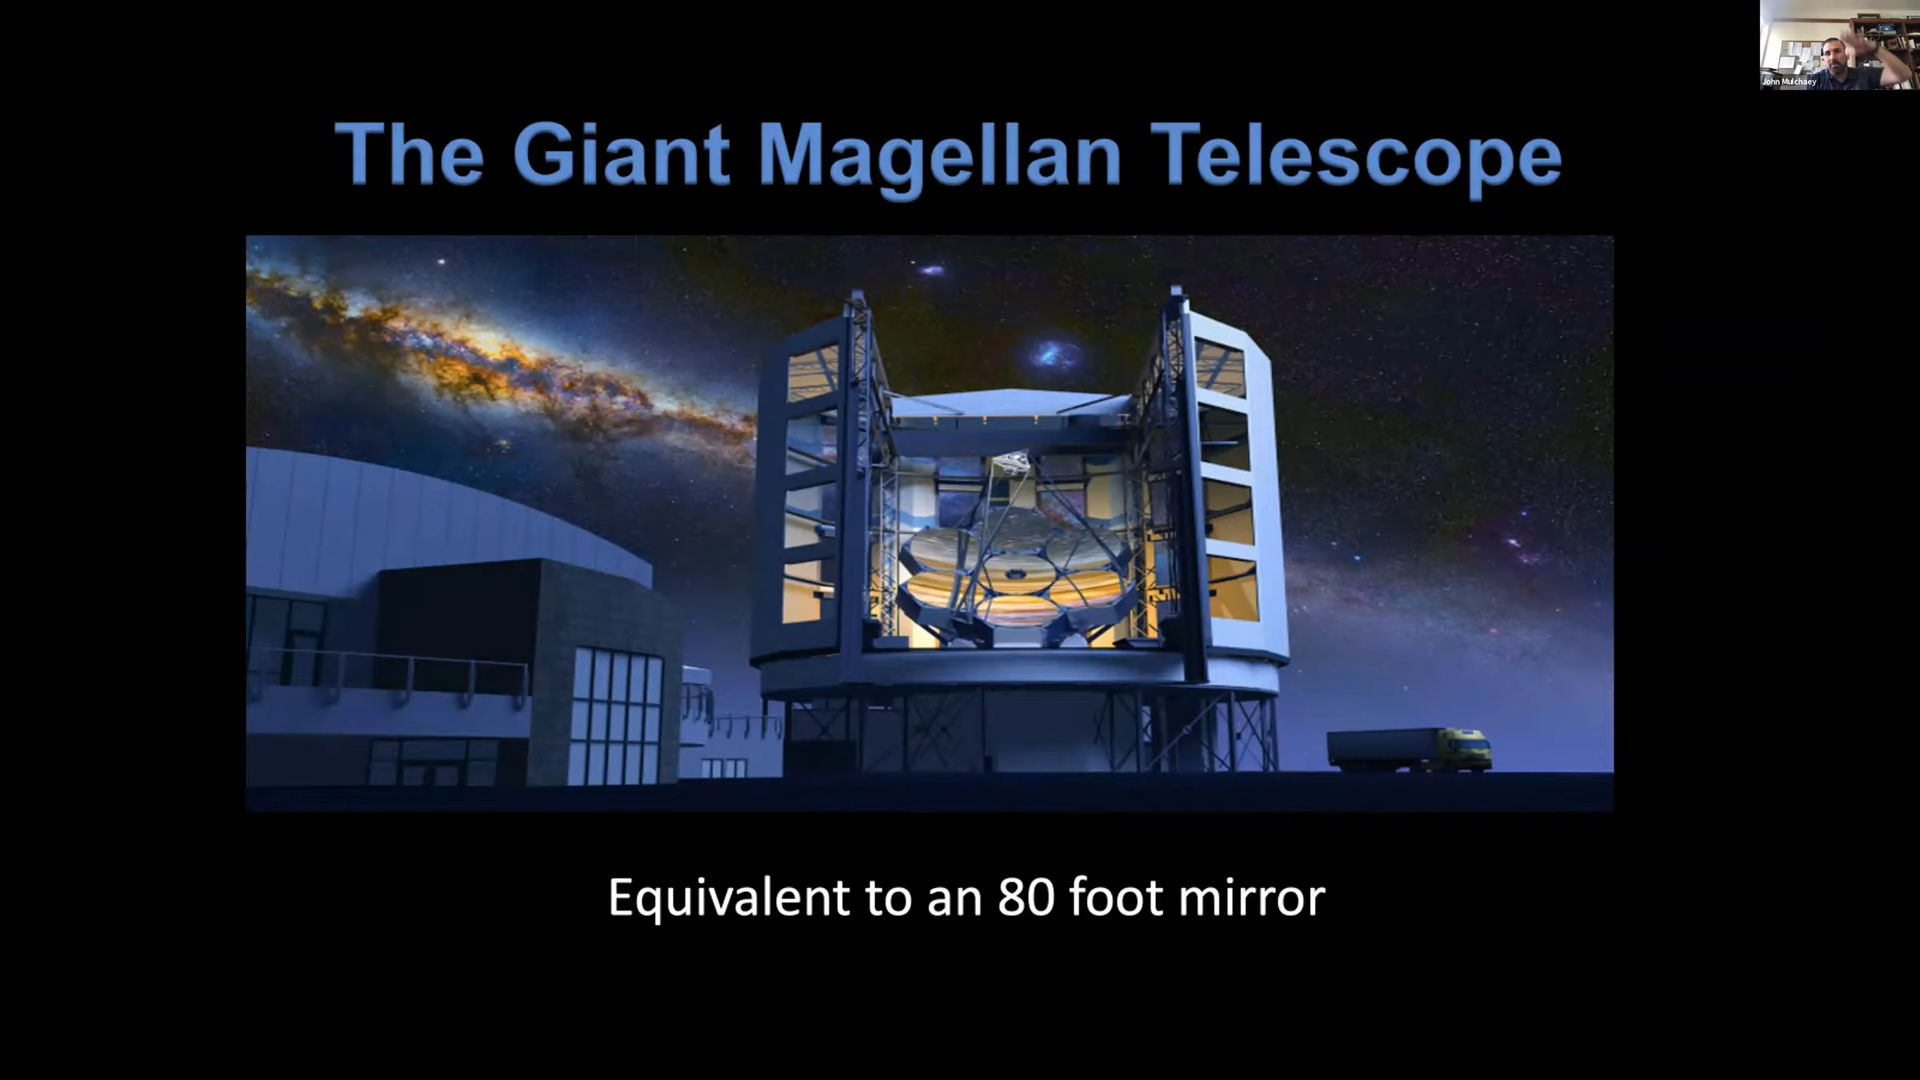 John Mulchaey
The Giant Magellan Telescope
Equivalent to an 80 foot mirror